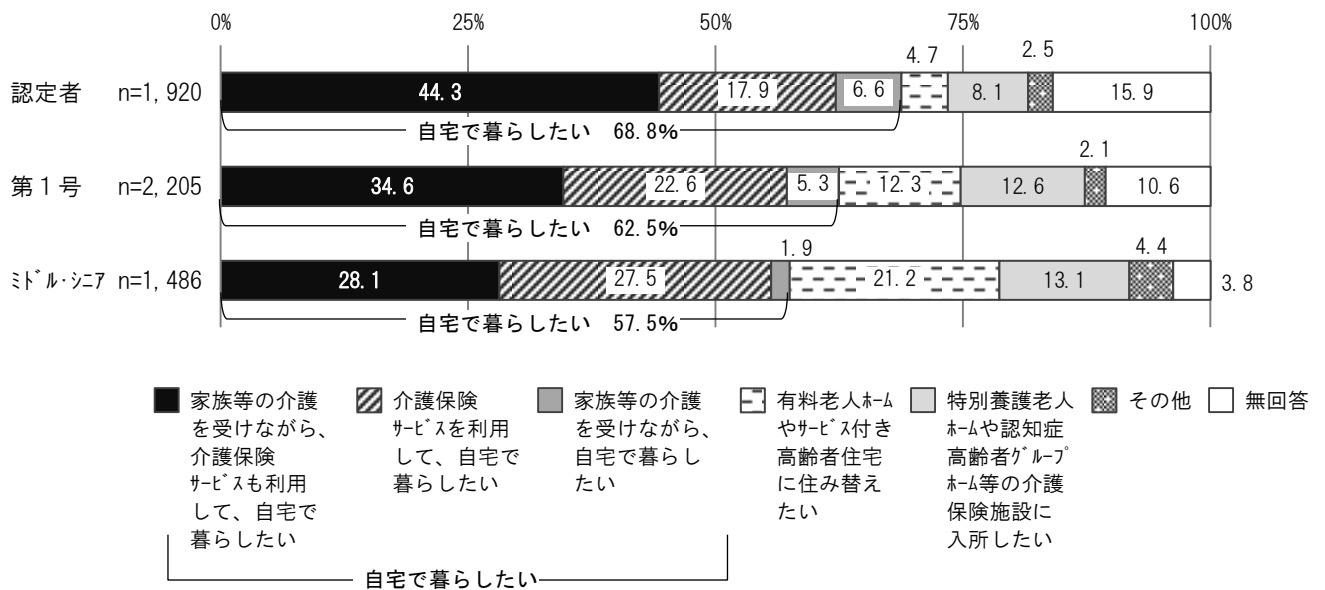 0% 25% 50% 75% 100%
4.7 2.5
認定者 n=1,920 44.3 17.9 6.6 8.1 15.9
自宅で暮らしたい 68.8%
2.1
第1号 n=2,205 34.6 22.6 5.3 12.3 12.6 10.6
自宅で暮らしたい 62.5%
1.9 4.4
ﾐﾄﾞﾙ･ｼﾆｱ n=1,486 28.1 27.5 21.2 13.1 3.8
自宅で暮らしたい 57.5%
家族等の介護
を受けながら、
介護保険
ｻｰﾋﾞｽも利用
して、自宅で
暮らしたい
介護保険
ｻｰﾋﾞｽを利用
して、自宅で
暮らしたい
家族等の介護
を受けながら、
自宅で暮らし
たい
有料老人ﾎｰﾑ
やｻｰﾋﾞｽ付き
高齢者住宅
に住み替え
たい
特別養護老人
ﾎｰﾑや認知症
高齢者ｸﾞﾙｰﾌﾟ
ﾎｰﾑ等の介護
保険施設に
入所したい
その他
無回答
自宅で暮らしたい